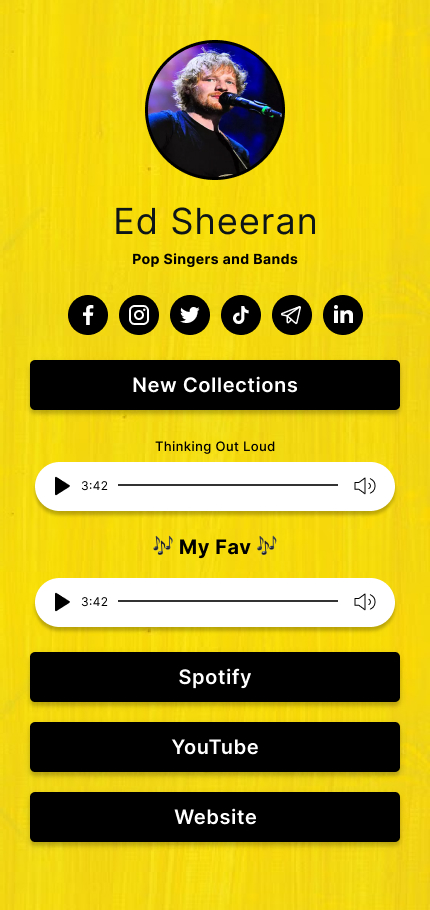 Ed Sheeran
Pop Singers and Bands
New Collections
Thinking Out Loud
3:42
🎶 My Fav 🎶
3:42
Spotify
YouTube
Website